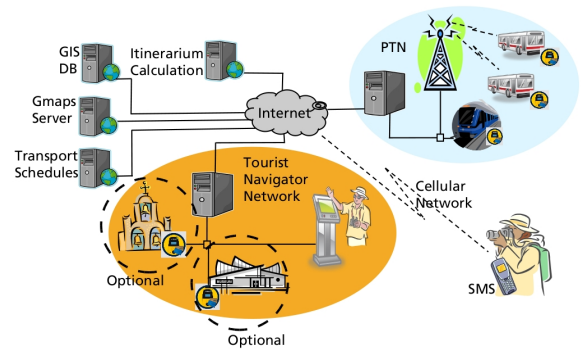 GIS
DB
Itinerarium
Calculation
PTN
Gmaps
Server
Internet
Transport
Schedules
Tourist
Navigator
Network
Cellular
Network
Optional
SMS
Optional